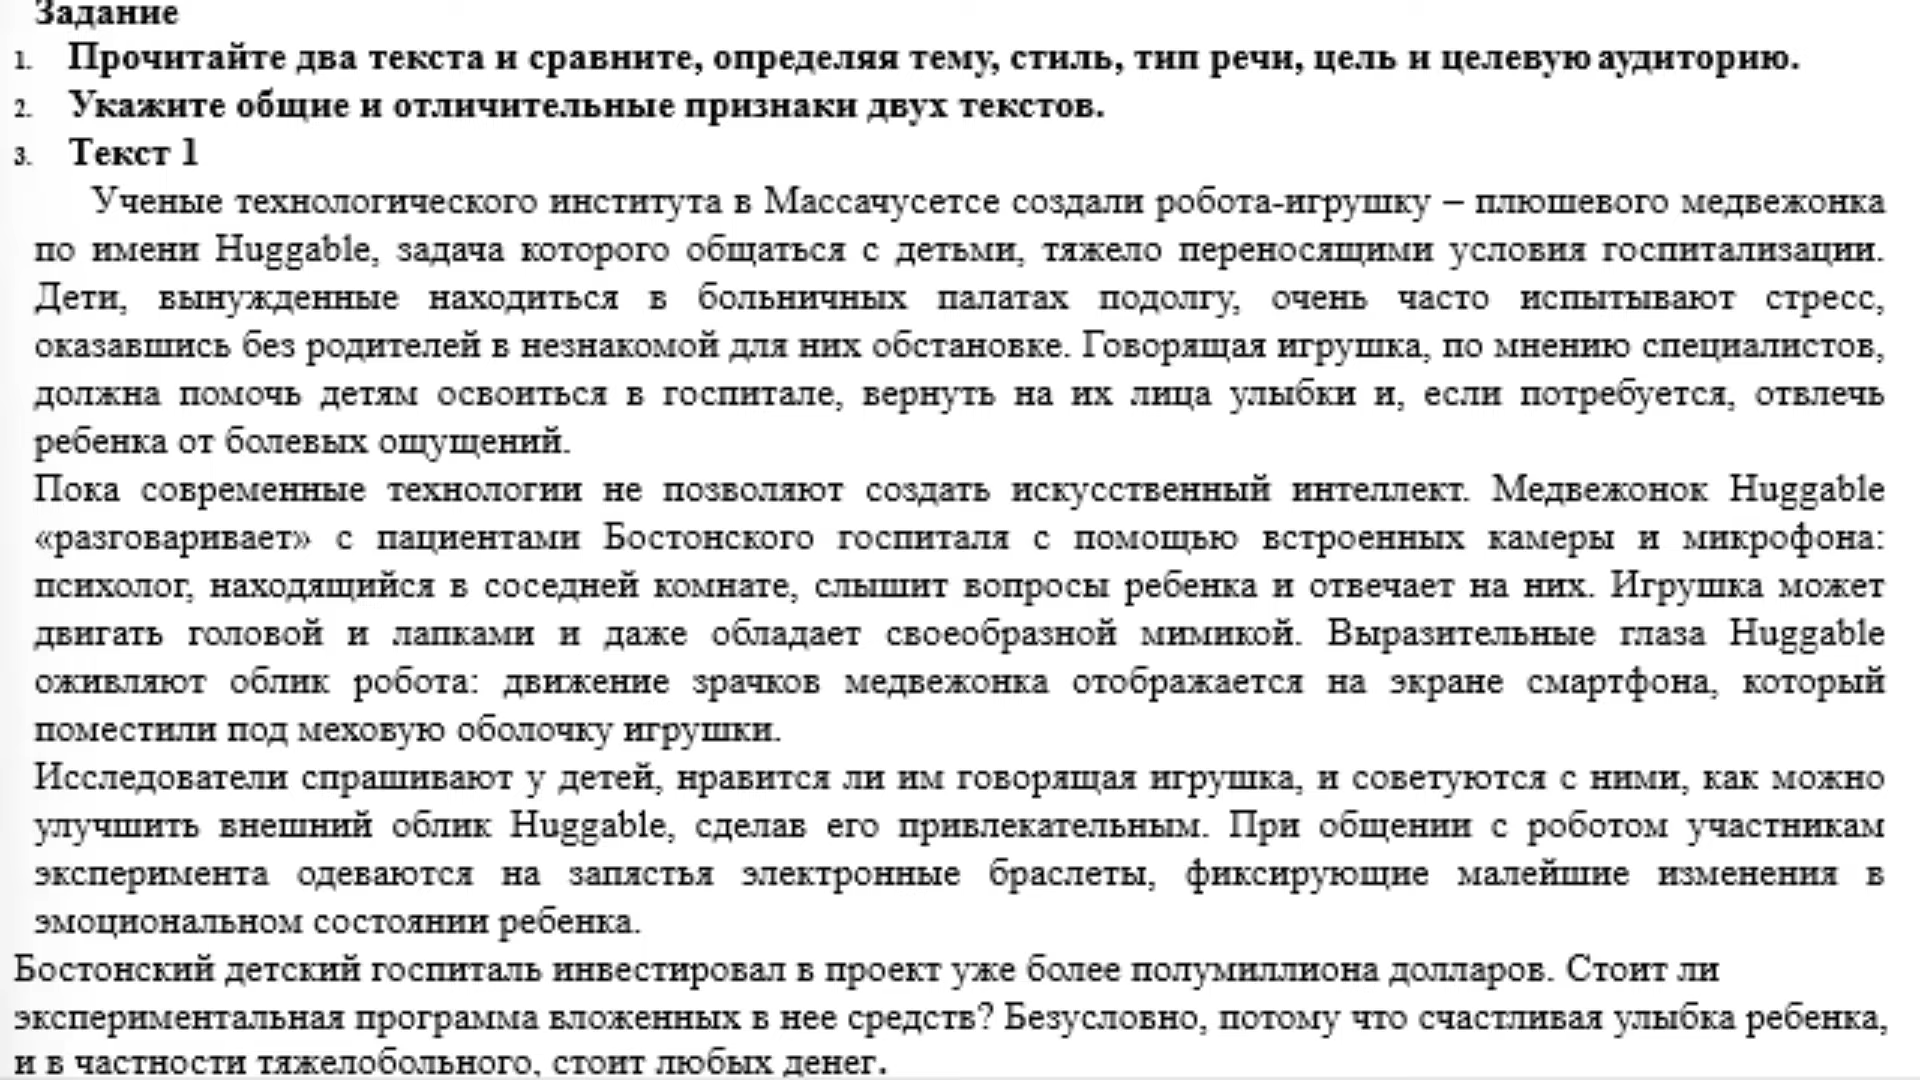 Задание
1. Прочитайте два текста и сравните, определяя тему, стиль, тип речи, цель и целевую аудиторию.
2. Укажите общие и отличительные признаки двух текстов.
3. Текст 1
Ученые технологического института в Массачусетсе создали робота-игрушку – плюшевого медвежонка
по имени Huggable, задача которого общаться с детьми, тяжело переносящими условия госпитализации.
Дети, вынужденные находиться в больничных палатах подолгу, очень часто испытывают стресс,
оказавшись без родителей в незнакомой для них обстановке. Говорящая игрушка, по мнению специалистов,
должна помочь детям освоиться в госпитале, вернуть на их лица улыбки и, если потребуется, отвлечь
ребенка от болевых ощущений.
Пока современные технологии не позволяют создать искусственный интеллект. Медвежонок Huggable
«разговаривает» с пациентами Бостонского госпиталя с помощью встроенных камеры и микрофона:
психолог, находящийся в соседней комнате, слышит вопросы ребенка и отвечает на них. Игрушка может
двигать головой и лапками и даже обладает своеобразной мимикой. Выразительные глаза Huggable
оживляют облик робота: движение зрачков медвежонка отображается на экране смартфона, который
поместили под меховую оболочку игрушки.
Исследователи спрашивают у детей, нравится ли им говорящая игрушка, и советуются с ними, как можно
улучшить внешний облик Huggable, сделав его привлекательным. При общении с роботом участникам
эксперимента одеваются на запястья электронные браслеты, фиксирующие малейшие изменения в
эмоциональном состоянии ребенка.
Бостонский детский госпиталь инвестировал в проект уже более полумиллиона долларов. Стоит ли
экспериментальная программа вложенных в нее средств? Безусловно, потому что счастливая улыбка ребенка,
и в частности тяжелобольного, стоит любых денег.